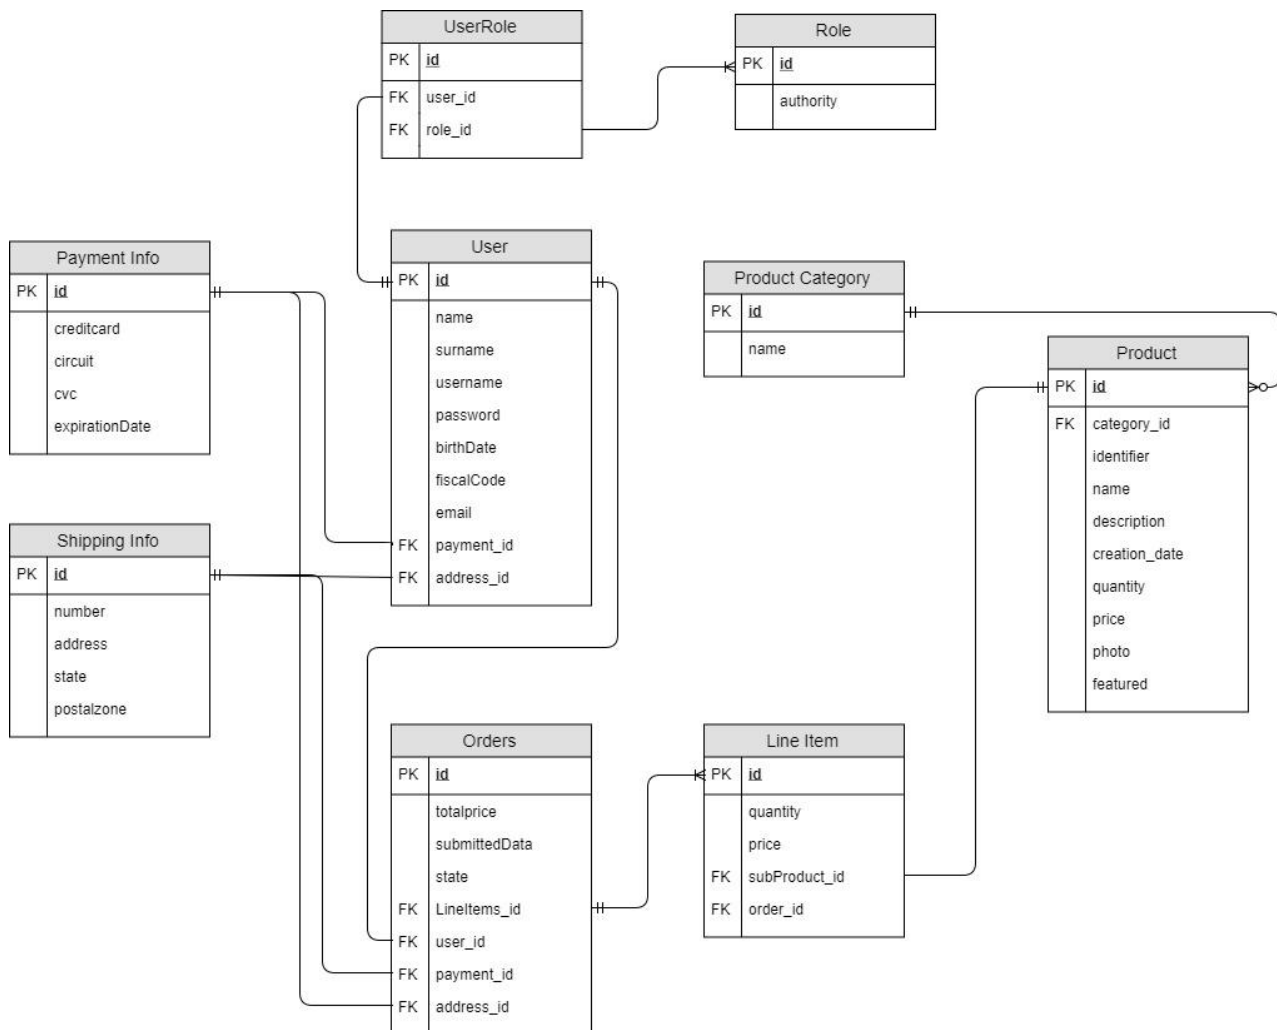 UserRole
PK id
FK user_id
FK role_id
Role
PK id
authority
Payment Info
PK id
creditcard
circuit
cvc
expirationDate
User
PK id
name
surname
username
password
birthDate
fiscalCode
email
FK payment_id
FK address_id
Product Category
PK id
name
Product
PK id
FK category_id
identifier
name
description
creation_date
quantity
price
photo
featured
Shipping Info
PK id
number
address
state
postalzone
Orders
PK id
totalprice
submittedData
state
FK LineItems_id
FK user_id
FK payment_id
FK address_id
Line Item
PK id
quantity
price
FK subProduct_id
FK order_id